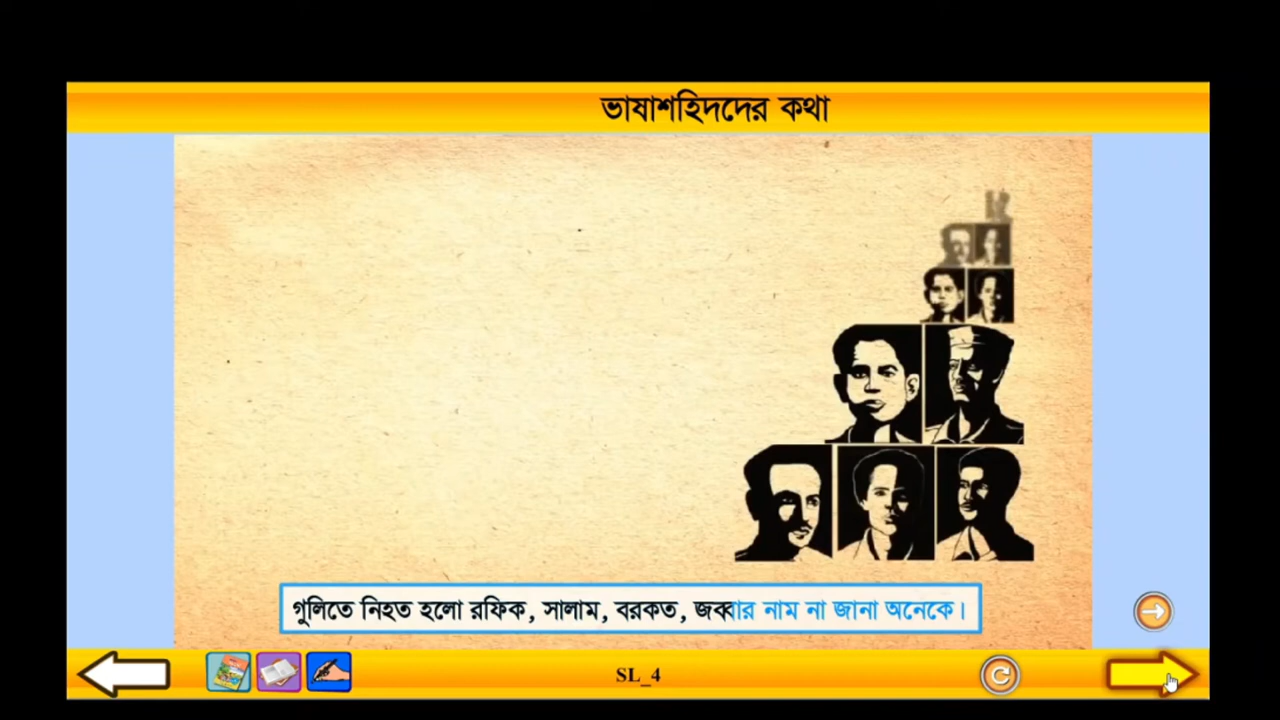 ভাষাশহিদদের কথা
গুলিতে নিহত হলো রফিক, সালাম, বরকত, জব্বার নাম না জানা অনেকে।
SL_4